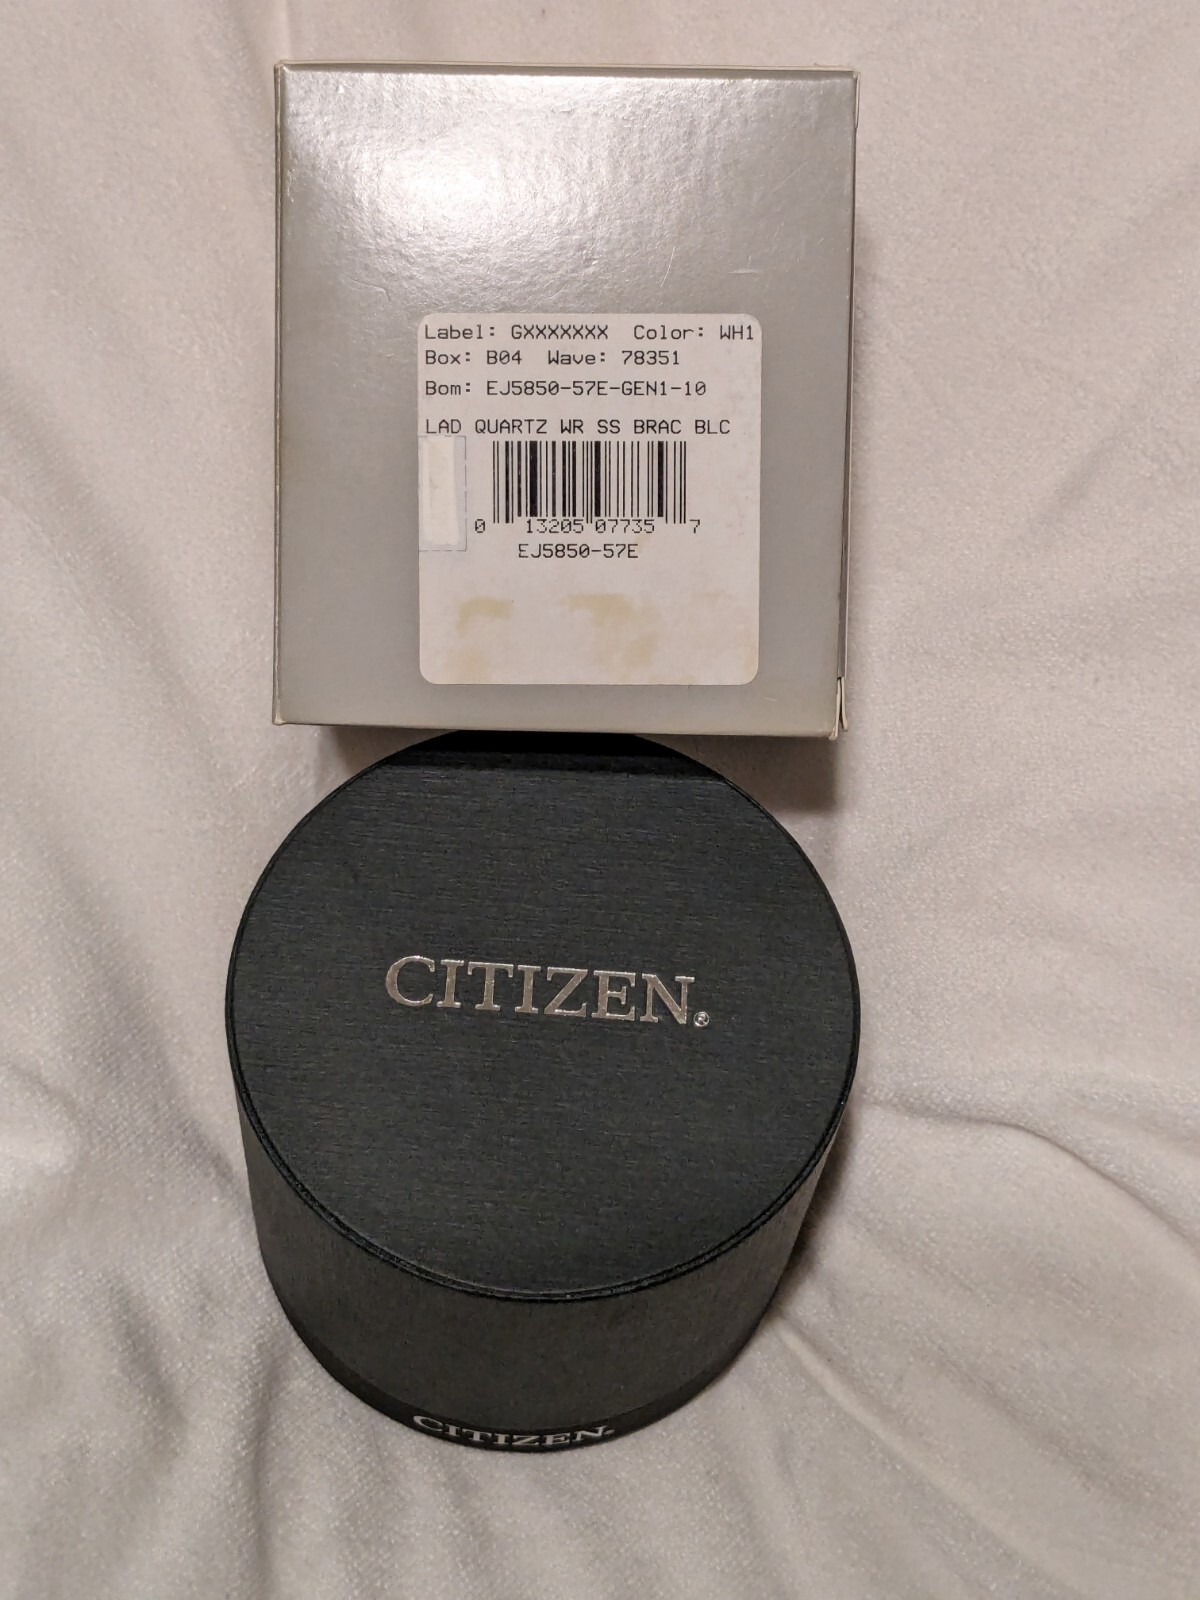 Label: GXXXXXXX Color: WH1
Box: B04 Wave: 78351
Bom: EJ5850-57E-GEN1-10
LAD QUARTZ WR SS BRAC BLC
0 13205 07735 7
EJ5850-57E
CITIZEN®
CITIZEN